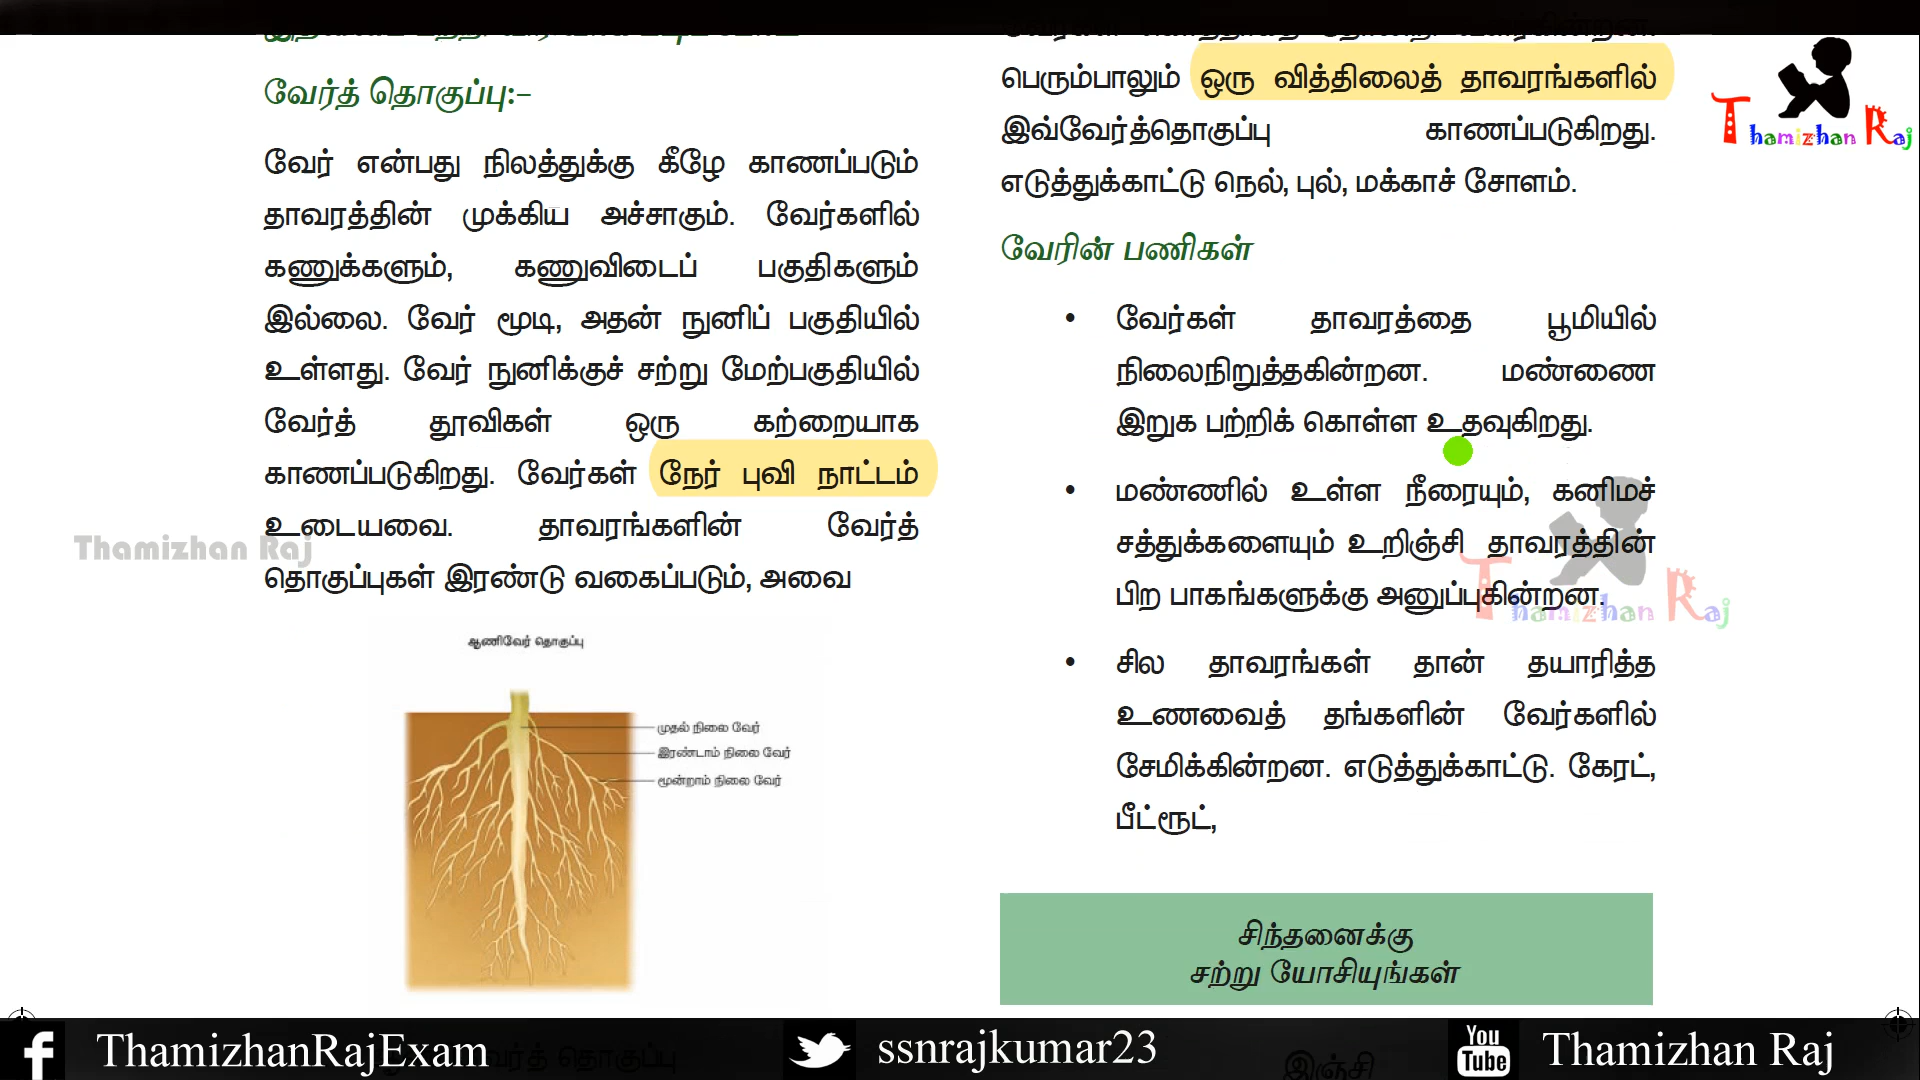 வேர்த் தொகுப்பு:–
வேர் என்பது நிலத்துக்கு கீழே காணப்படும்
தாவரத்தின் முக்கிய அச்சாகும். வேர்களில்
கணுக்களும், கணுவிடைப் பகுதிகளும்
இல்லை. வேர் மூடி, அதன் நுனிப் பகுதியில்
உள்ளது. வேர் நுனிக்குச் சற்று மேற்பகுதியில்
வேர்த் தூவிகள் ஒரு கற்றையாக
காணப்படுகிறது. வேர்கள் நேர் புவி நாட்டம்
உடையவை. தாவரங்களின் வேர்த்
தொகுப்புகள் இரண்டு வகைப்படும், அவை
ஆணிவேர் தொகுப்பு
முதல் நிலை வேர்
இரண்டாம் நிலை வேர்
மூன்றாம் நிலை வேர்
பெரும்பாலும் ஒரு வித்திலைத் தாவரங்களில்
இவ்வேர்த்தொகுப்பு காணப்படுகிறது.
எடுத்துக்காட்டு நெல், புல், மக்காச் சோளம்.
வேரின் பணிகள்
• வேர்கள் தாவரத்தை பூமியில்
நிலைநிறுத்தகின்றன. மண்ணை
இறுக பற்றிக் கொள்ள உதவுகிறது.
• மண்ணில் உள்ள நீரையும், கனிமச்
சத்துக்களையும் உறிஞ்சி தாவரத்தின்
பிற பாகங்களுக்கு அனுப்புகின்றன.
• சில தாவரங்கள் தான் தயாரித்த
உணவைத் தங்களின் வேர்களில்
சேமிக்கின்றன. எடுத்துக்காட்டு. கேரட்,
பீட்ரூட்,
சிந்தனைக்கு
சற்று யோசியுங்கள்
Thamizhan Raj
Thamizhan Raj
Thamizhan Raj
ThamizhanRajExam
வேர்த் தொகுப்பு
ssnrajkumar23
இஞ்சி
You Tube
Thamizhan Raj